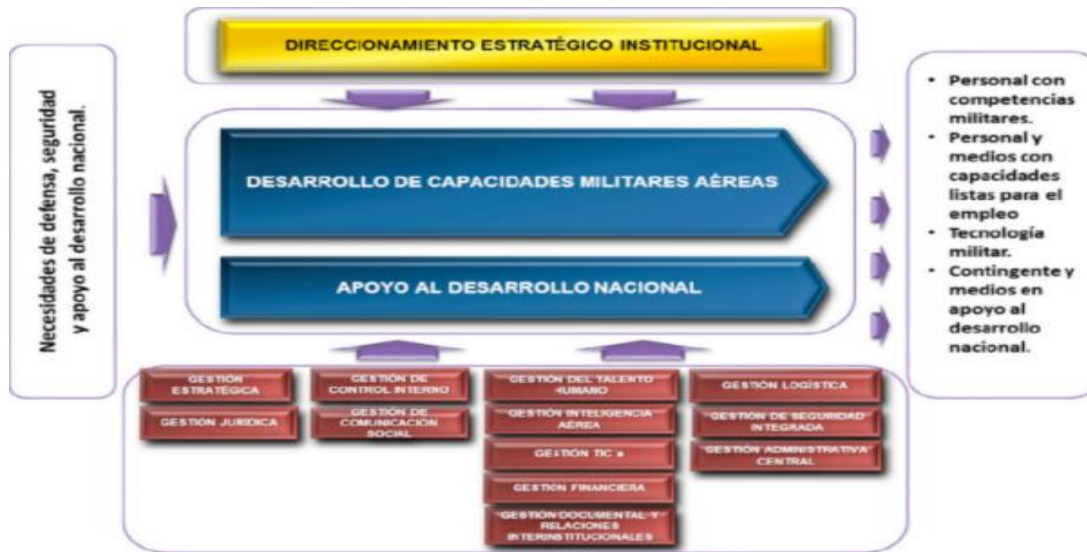 DIRECCIONAMIENTO ESTRATÉGICO INSTITUCIONAL
Necesidades de defensa, seguridad
y apoyo al desarrollo nacional.
DESARROLLO DE CAPACIDADES MILITARES AÉREAS
APOYO AL DESARROLLO NACIONAL
• Personal con
competencias
militares.
• Personal y
medios con
capacidades
listas para el
empleo
• Tecnología
militar.
• Contingente y
medios en
apoyo al
desarrollo
nacional.
GESTIÓN
ESTRATÉGICA
GESTIÓN JURÍDICA
GESTIÓN DE
CONTROL INTERNO
GESTIÓN DE
COMUNICACIÓN
SOCIAL
GESTIÓN DEL TALENTO
HUMANO
GESTIÓN INTELIGENCIA
AÉREA
GESTIÓN TIC s
GESTIÓN FINANCIERA
GESTIÓN DOCUMENTAL Y
RELACIONES
INTERINSTITUCIONALES
GESTIÓN LOGÍSTICA
GESTIÓN DE SEGURIDAD
INTEGRADA
GESTIÓN ADMINISTRATIVA
CENTRAL